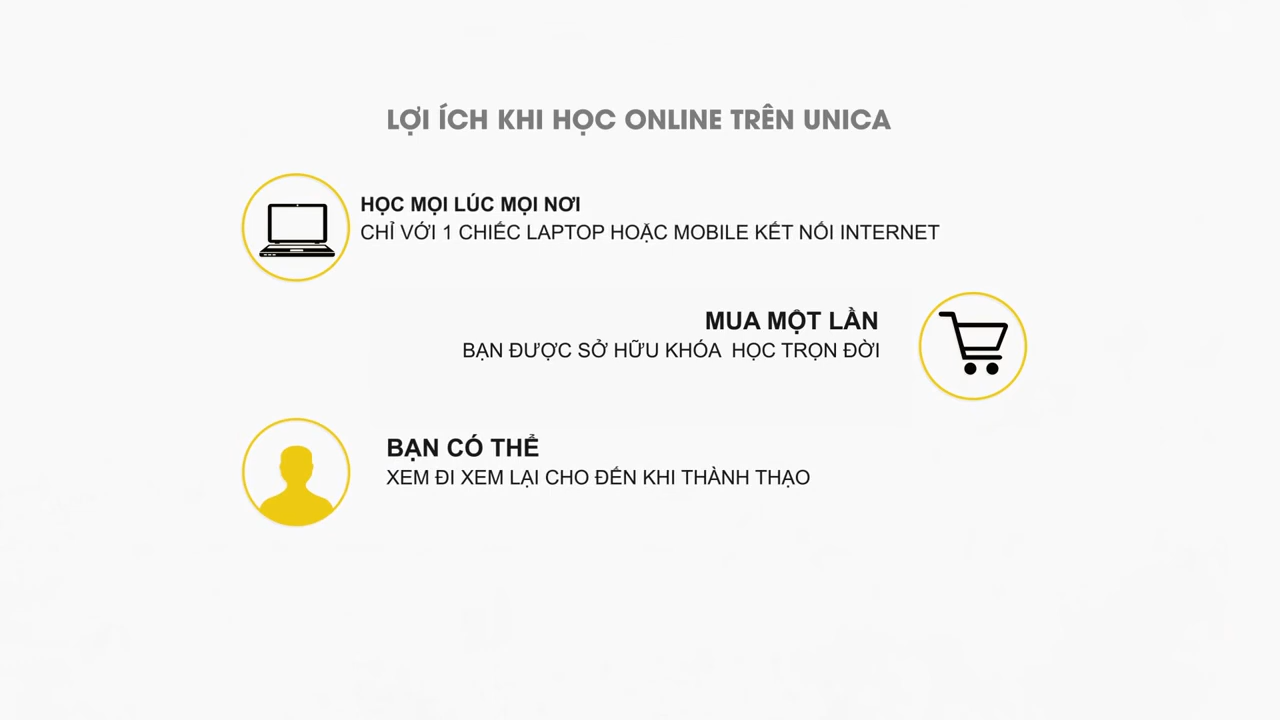 LỢI ÍCH KHI HỌC ONLINE TRÊN UNICA
HỌC MỌI LÚC MỌI NƠI
CHỈ VỚI 1 CHIẾC LAPTOP HOẶC MOBILE KẾT NỐI INTERNET
MUA MỘT LẦN
BẠN ĐƯỢC SỞ HỮU KHÓA HỌC TRỌN ĐỜI
BẠN CÓ THỂ
XEM ĐI XEM LẠI CHO ĐẾN KHI THÀNH THẠO